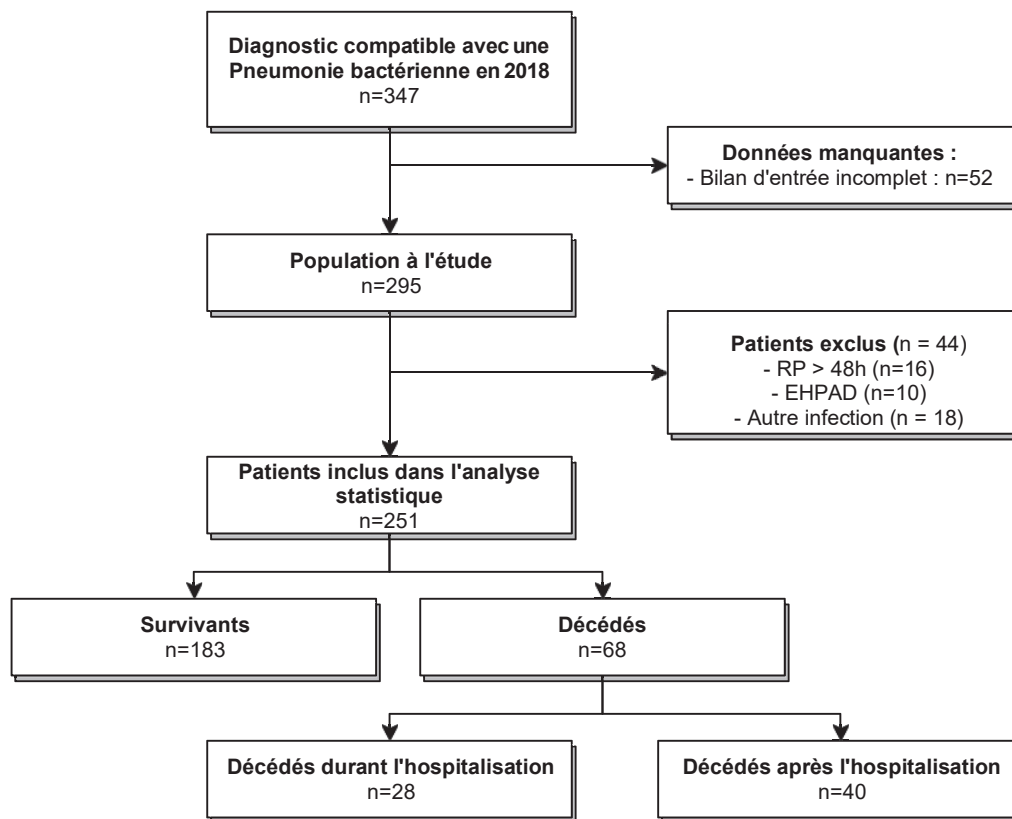 Diagnostic compatible avec une
Pneumonie bactérienne en 2018
n=347
Données manquantes :
- Bilan d'entrée incomplet : n=52
Population à l'étude
n=295
Patients exclus (n = 44)
- RP > 48h (n=16)
- EHPAD (n=10)
- Autre infection (n = 18)
Patients inclus dans l'analyse
statistique
n=251
Survivants
n=183
Décédés
n=68
Décédés durant l'hospitalisation
n=28
Décédés après l'hospitalisation
n=40